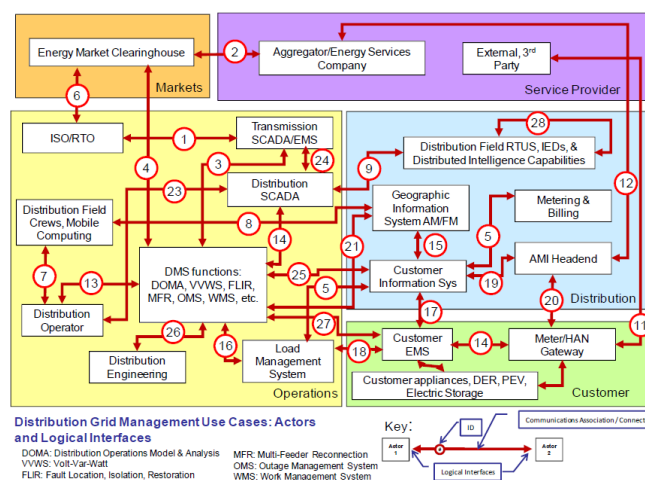 Energy Market Clearinghouse
2
Aggregator/Energy Services
Company
External, 3rd
Party
Markets
Service Provider
6
12
ISO/RTO
1
Transmission
SCADA/EMS
28
Distribution Field RTUS, IEDs, &
Distributed Intelligence Capabilities
4
3
24
9
23
Distribution
SCADA
Geographic
Information
System AM/FM
Metering &
Billing
Distribution Field
Crews, Mobile
Computing
8
14
21
15
5
7
13
DMS functions:
DOMA, VVWS, FLIR,
MFR, OMS, WMS, etc.
25
Customer
Information Sys
19
AMI Headend
5
Distribution
Distribution
Operator
20
11
27
17
26
16
18
Distribution
Engineering
Load
Management
System
Customer
EMS
14
Meter/HAN
Gateway
Customer appliances, DER, PEV,
Electric Storage
Operations
Customer
Distribution Grid Management Use Cases: Actors
and Logical Interfaces
DOMA: Distribution Operations Model & Analysis
VVWS: Volt-Var-Watt
FLIR: Fault Location, Isolation, Restoration
MFR: Multi-Feeder Reconnection
OMS: Outage Management System
WMS: Work Management System
Key:
ID
Communications Association / Connect
Actor
1
Actor
2
Logical Interfaces